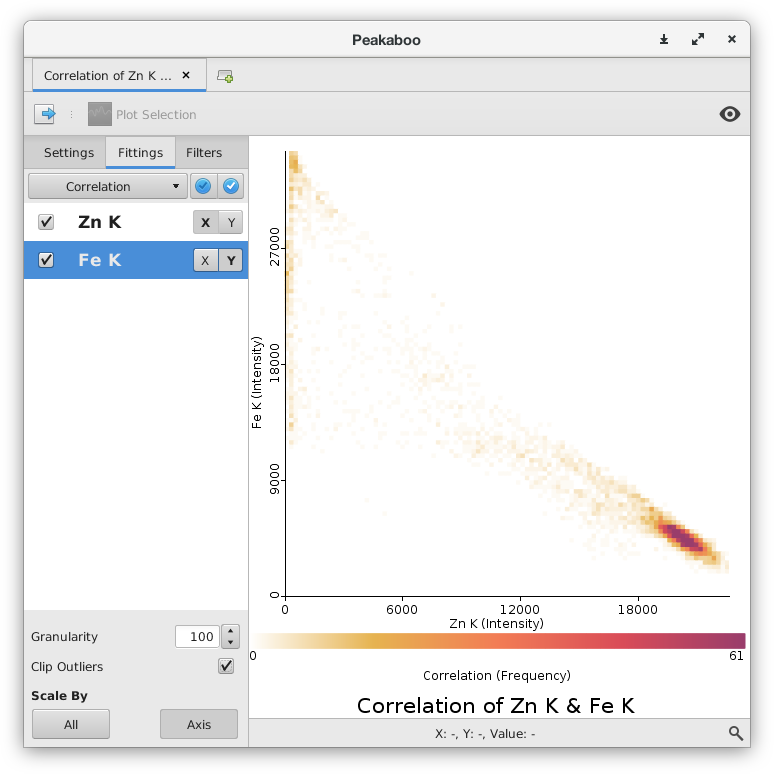 Peakaboo
Correlation of Zn K ...
Plot Selection
Settings Fittings Filters
Correlation
Zn K X Y
Fe K X Y
Granularity 100
Clip Outliers
Scale By
All Axis
Fe K (Intensity)
27000
18000
9000
0
0 6000 12000 18000
Zn K (Intensity)
0 61
Correlation (Frequency)
Correlation of Zn K & Fe K
X: -, Y: -, Value: -